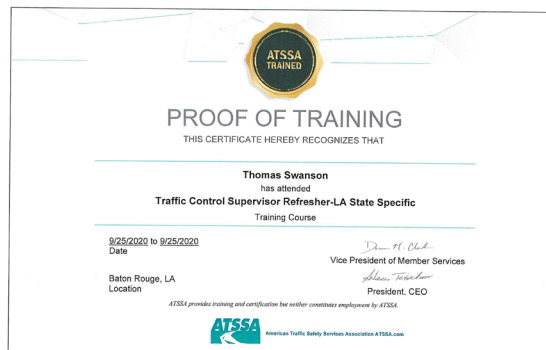 ATSSA
TRAINED
PROOF OF TRAINING
THIS CERTIFICATE HEREBY RECOGNIZES THAT
Thomas Swanson
has attended
Traffic Control Supervisor Refresher-LA State Specific
Training Course
9/25/2020 to 9/25/2020
Date
Vice President of Member Services
Baton Rouge, LA
Location
President, CEO
ATSSA provides training and certification but neither constitutes employment by ATSSA.
ATSSA
American Traffic Safety Services Association ATSSA.com